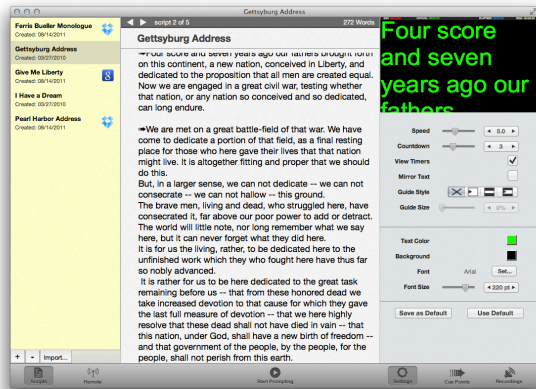 Gettysburg Address
Ferris Bueller Monologue
Created: 08/14/2011
Gettysburg Address
Created: 03/27/2010
Give Me Liberty
Created: 08/14/2011
8
I Have a Dream
Created: 03/27/2010
Pearl Harbor Address
Created: 08/14/2011
+ - Import...
script 2 of 5
272 Words
Gettysburg Address
Four score and seven years ago our fathers brought forth
on this continent, a new nation, conceived in Liberty, and
dedicated to the proposition that all men are created equal.
Now we are engaged in a great civil war, testing whether
that nation, or any nation so conceived and so dedicated,
can long endure.
We are met on a great battle-field of that war. We have
come to dedicate a portion of that field, as a final resting
place for those who here gave their lives that that nation
might live. It is altogether fitting and proper that we should
do this.
But, in a larger sense, we can not dedicate -- we can not
consecrate -- we can not hallow -- this ground.
The brave men, living and dead, who struggled here, have
consecrated it, far above our poor power to add or detract.
The world will little note, nor long remember what we say
here, but it can never forget what they did here.
It is for us the living, rather, to be dedicated here to the
unfinished work which they who fought here have thus far
so nobly advanced.
It is rather for us to be here dedicated to the great task
remaining before us -- that from these honored dead we
take increased devotion to that cause for which they gave
the last full measure of devotion -- that we here highly
resolve that these dead shall not have died in vain -- that
this nation, under God, shall have a new birth of freedom --
and that government of the people, by the people, for the
people, shall not perish from this earth.
Four score
and seven
years ago our
fathers
Speed 5.0
Countdown 3
View Timers
Mirror Text
Guide Style
Guide Size 0%
Text Color
Background
Font Arial Set...
Font Size 220 pt
Save as Default Use Default
Scripts
Remote
Start Prompting
Settings
Cue Points
Recordings